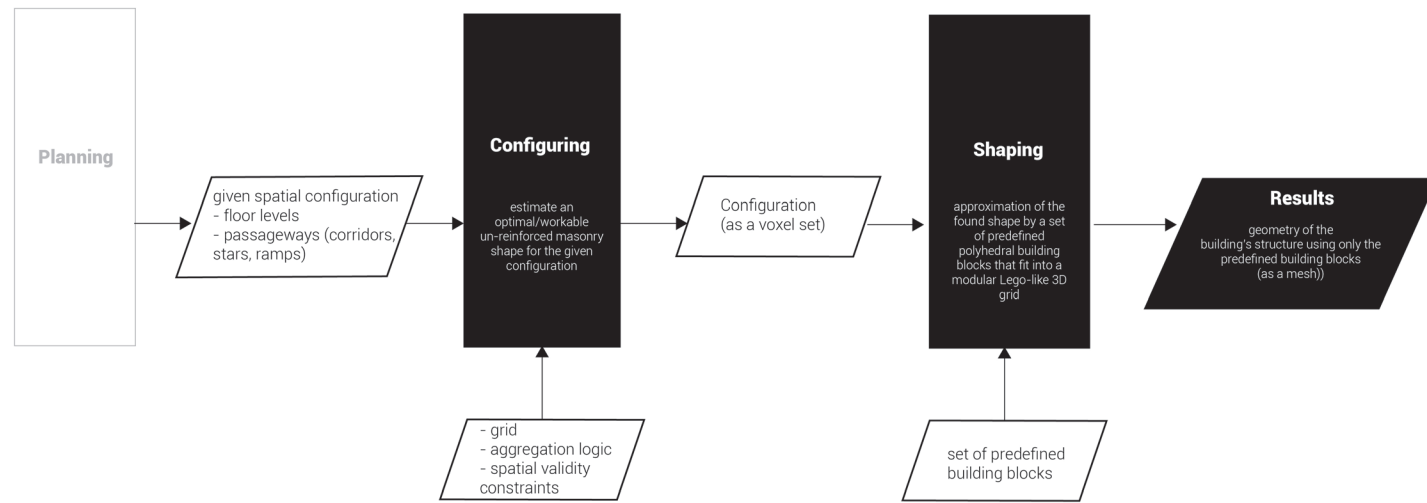 Planning
given spatial configuration
- floor levels
- passageways (corridors,
stars, ramps)
Configuring
estimate an
optimal/workable
un-reinforced masonry
shape for the given
configuration
- grid
- aggregation logic
- spatial validity
constraints
Configuration
(as a voxel set)
Shaping
approximation of the
found shape by a set
of predefined
polyhedral building
blocks that fit into a
modular Lego-like 3D
grid
set of predefined
building blocks
Results
geometry of the
building's structure using only the
predefined building blocks
(as a mesh))